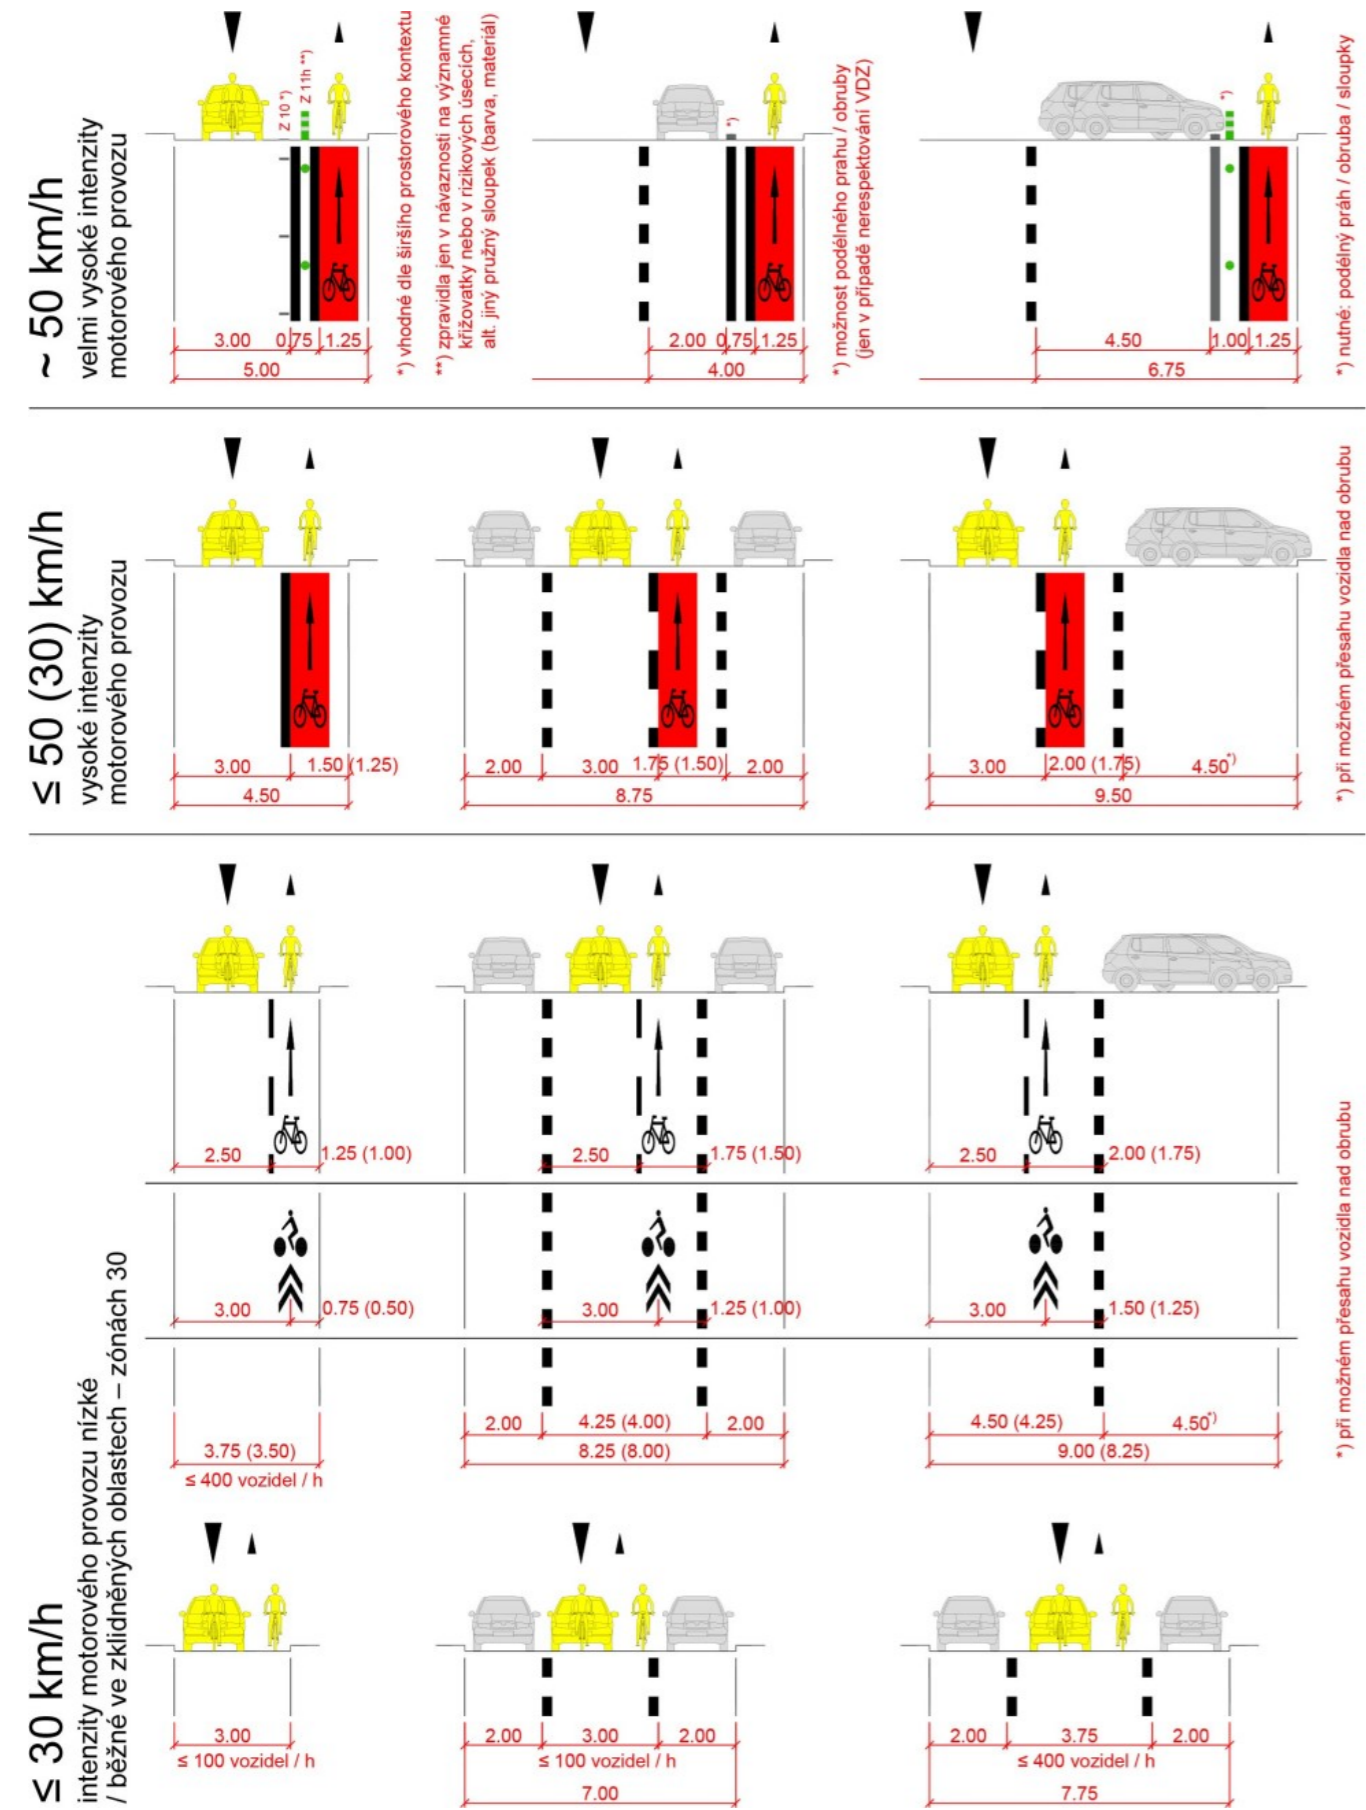 ~ 50 km/h
velmi vysoké intenzity
motorového provozu
Z 10 *)
Z 11h **)
3.00 0.75 1.25
5.00
*) vhodné dle širšího prostorového kontextu
**) zpravidla jen v návaznosti na významné
křižovatky nebo v rizikových úsecích,
alt. jiný pružný sloupek (barva, materiál)
*)
2.00 0.75 1.25
4.00
*) možnost podélného prahu / obruby
(jen v případě nerespektování VDZ)
*)
4.50 1.00 1.25
6.75
*) nutné: podélný práh / obruba / sloupky
≤ 50 (30) km/h
vysoké intenzity
motorového provozu
3.00 1.50 (1.25)
4.50
2.00 3.00 1.75 (1.50) 2.00
8.75
3.00 2.00 (1.75) 4.50*)
9.50
*) při možném přesahu vozidla nad obrubu
≤ 30 km/h
intenzity motorového provozu nízké
/ běžné ve zklidněných oblastech – zónách 30
2.50 1.25 (1.00)
2.50 1.75 (1.50)
2.50 2.00 (1.75)
3.00 0.75 (0.50)
3.00 1.25 (1.00)
3.00 1.50 (1.25)
3.75 (3.50)
≤ 400 vozidel / h
2.00 4.25 (4.00) 2.00
8.25 (8.00)
4.50 (4.25) 4.50*)
9.00 (8.25)
*) při možném přesahu vozidla nad obrubu
3.00
≤ 100 vozidel / h
2.00 3.00 2.00
≤ 100 vozidel / h
7.00
2.00 3.75 2.00
≤ 400 vozidel / h
7.75